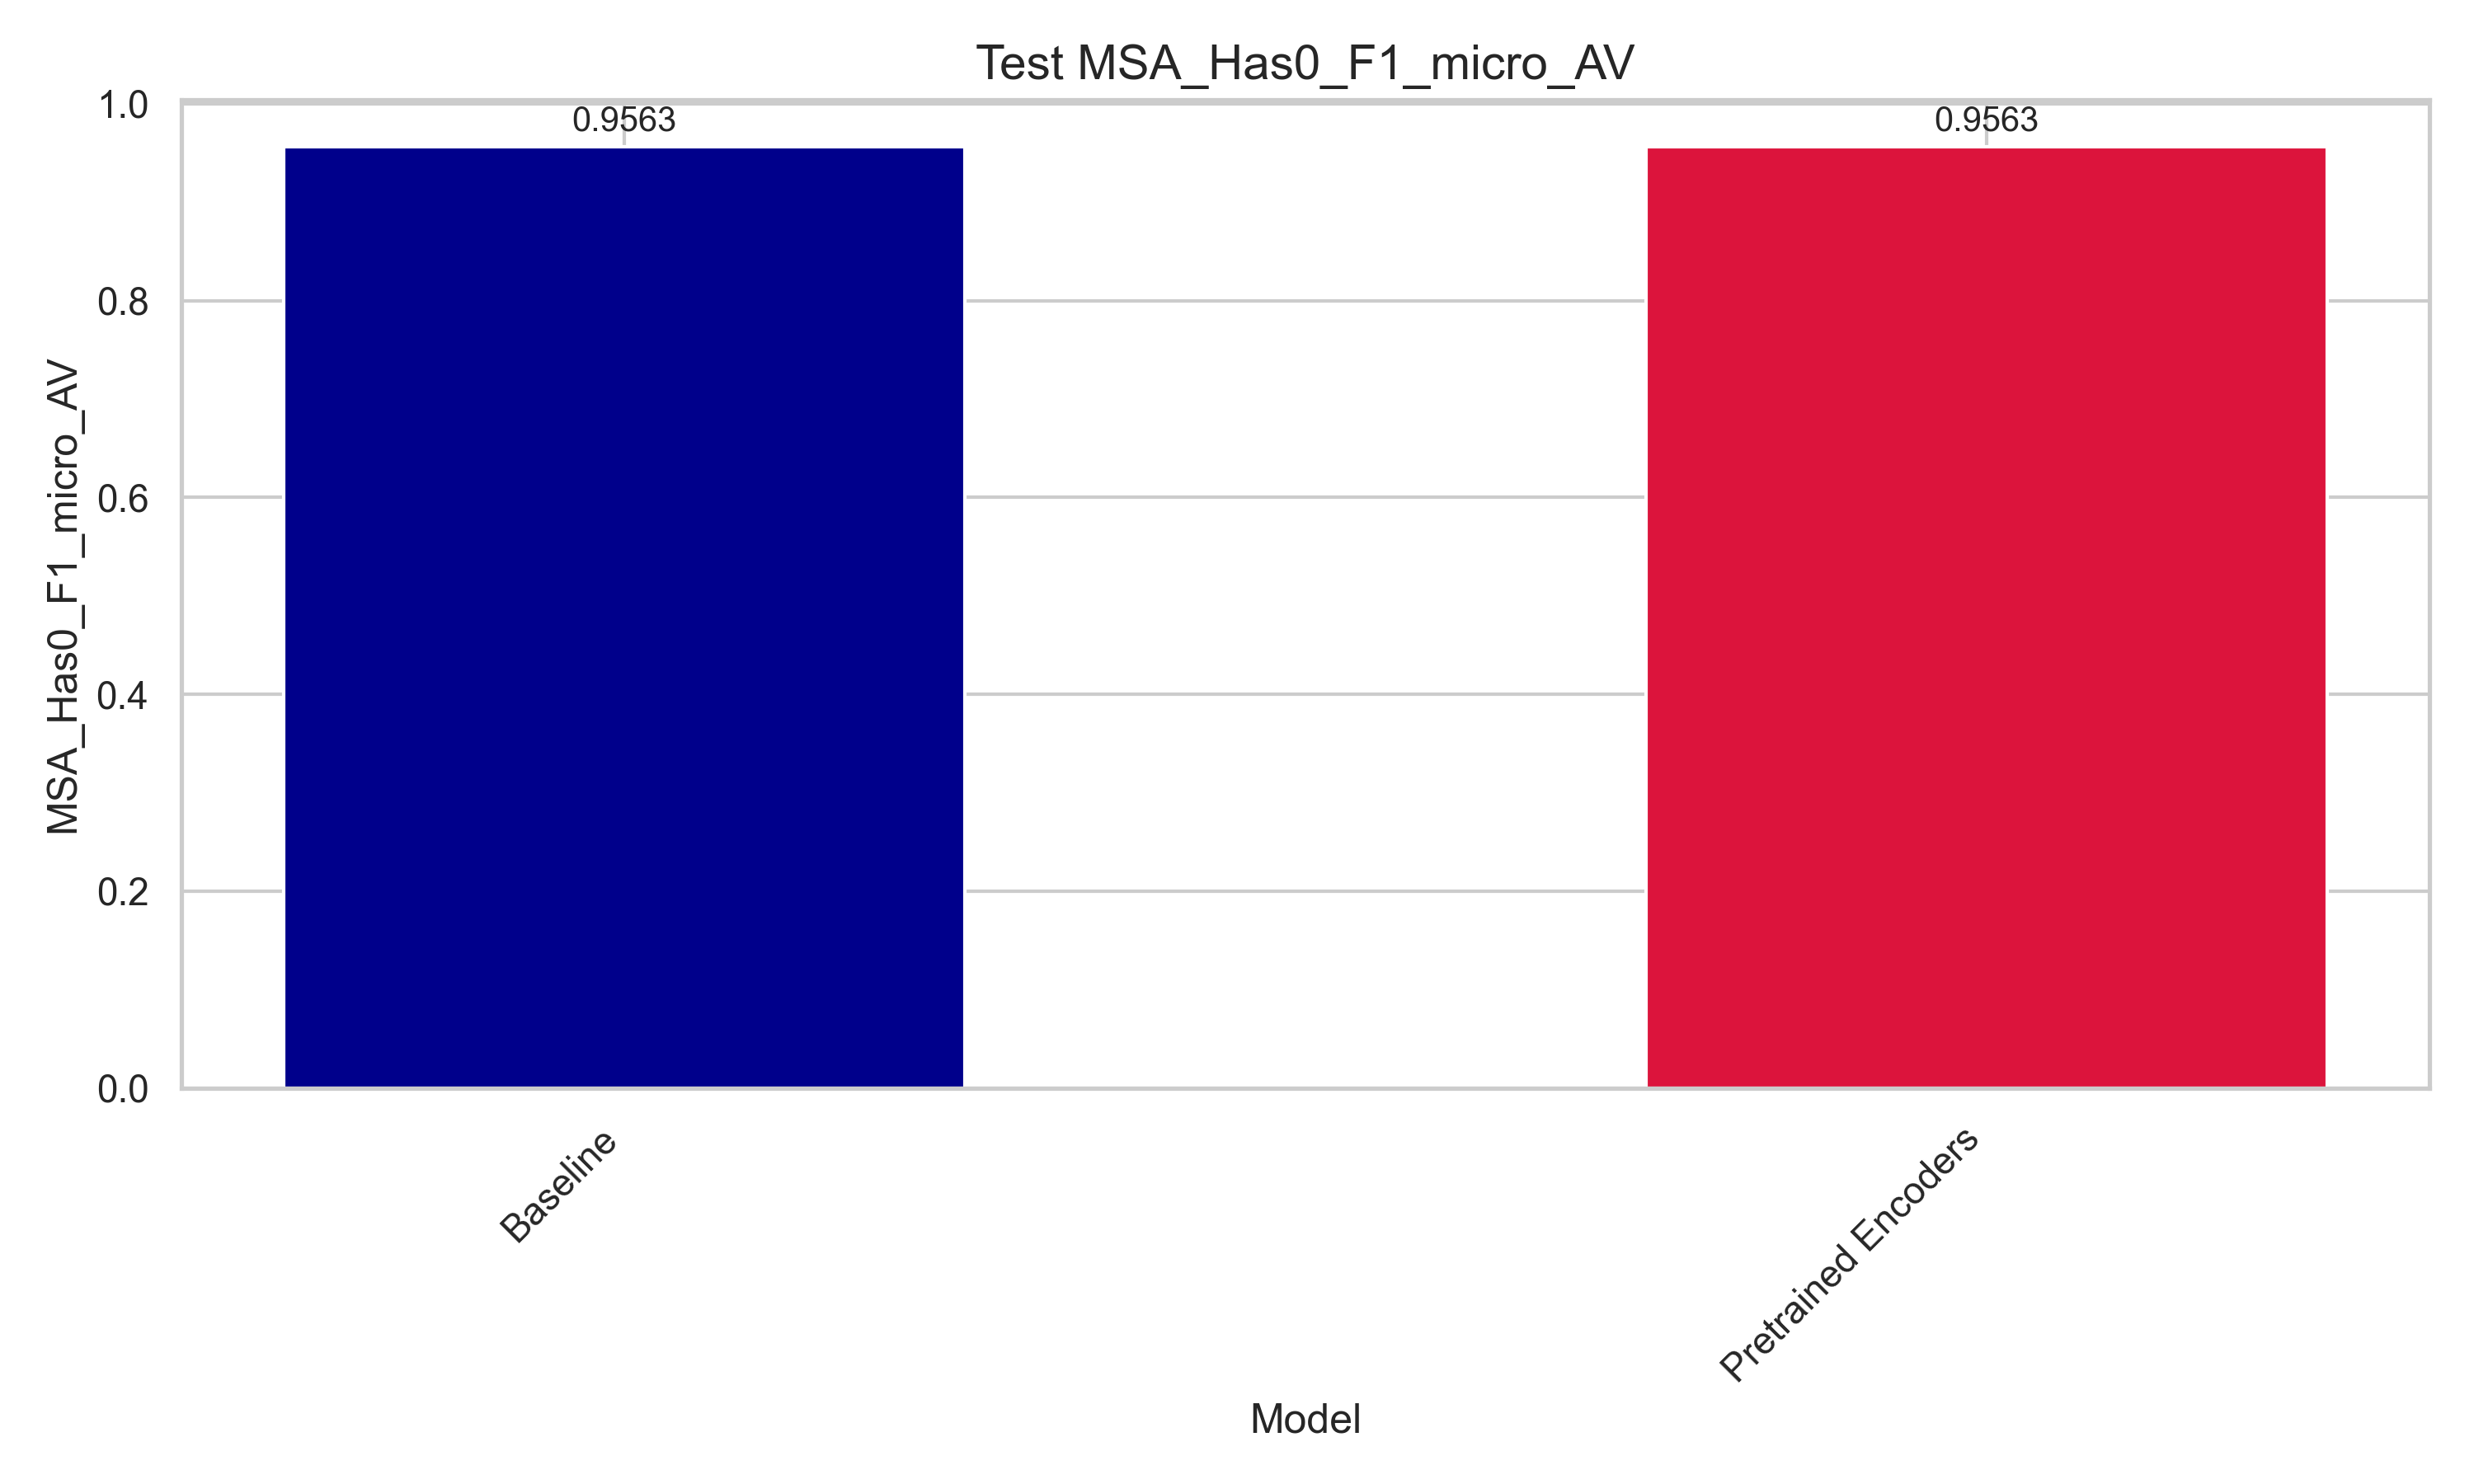 Test MSA_Has0_F1_micro_AV
MSA_Has0_F1_micro_AV
1.0
0.8
0.6
0.4
0.2
0.0
0.9563
0.9563
Baseline
Pretrained Encoders
Model